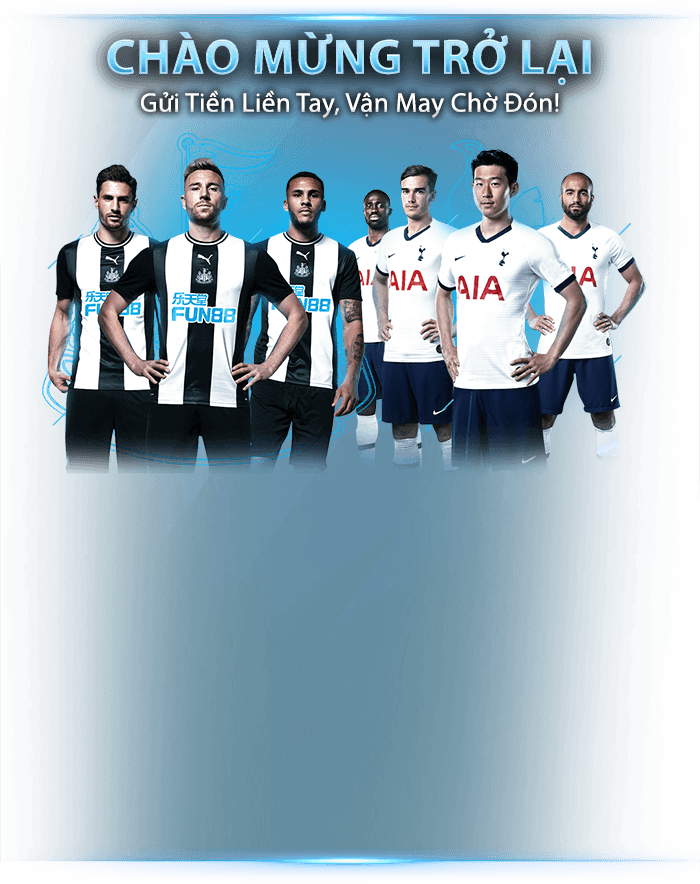 CHÀO MỪNG TRỞ LẠI
Gửi Tiền Liền Tay, Vận May Chờ Đón!
乐天堂
FUN88
乐天堂
FUN88
AIA
AIA
AIA